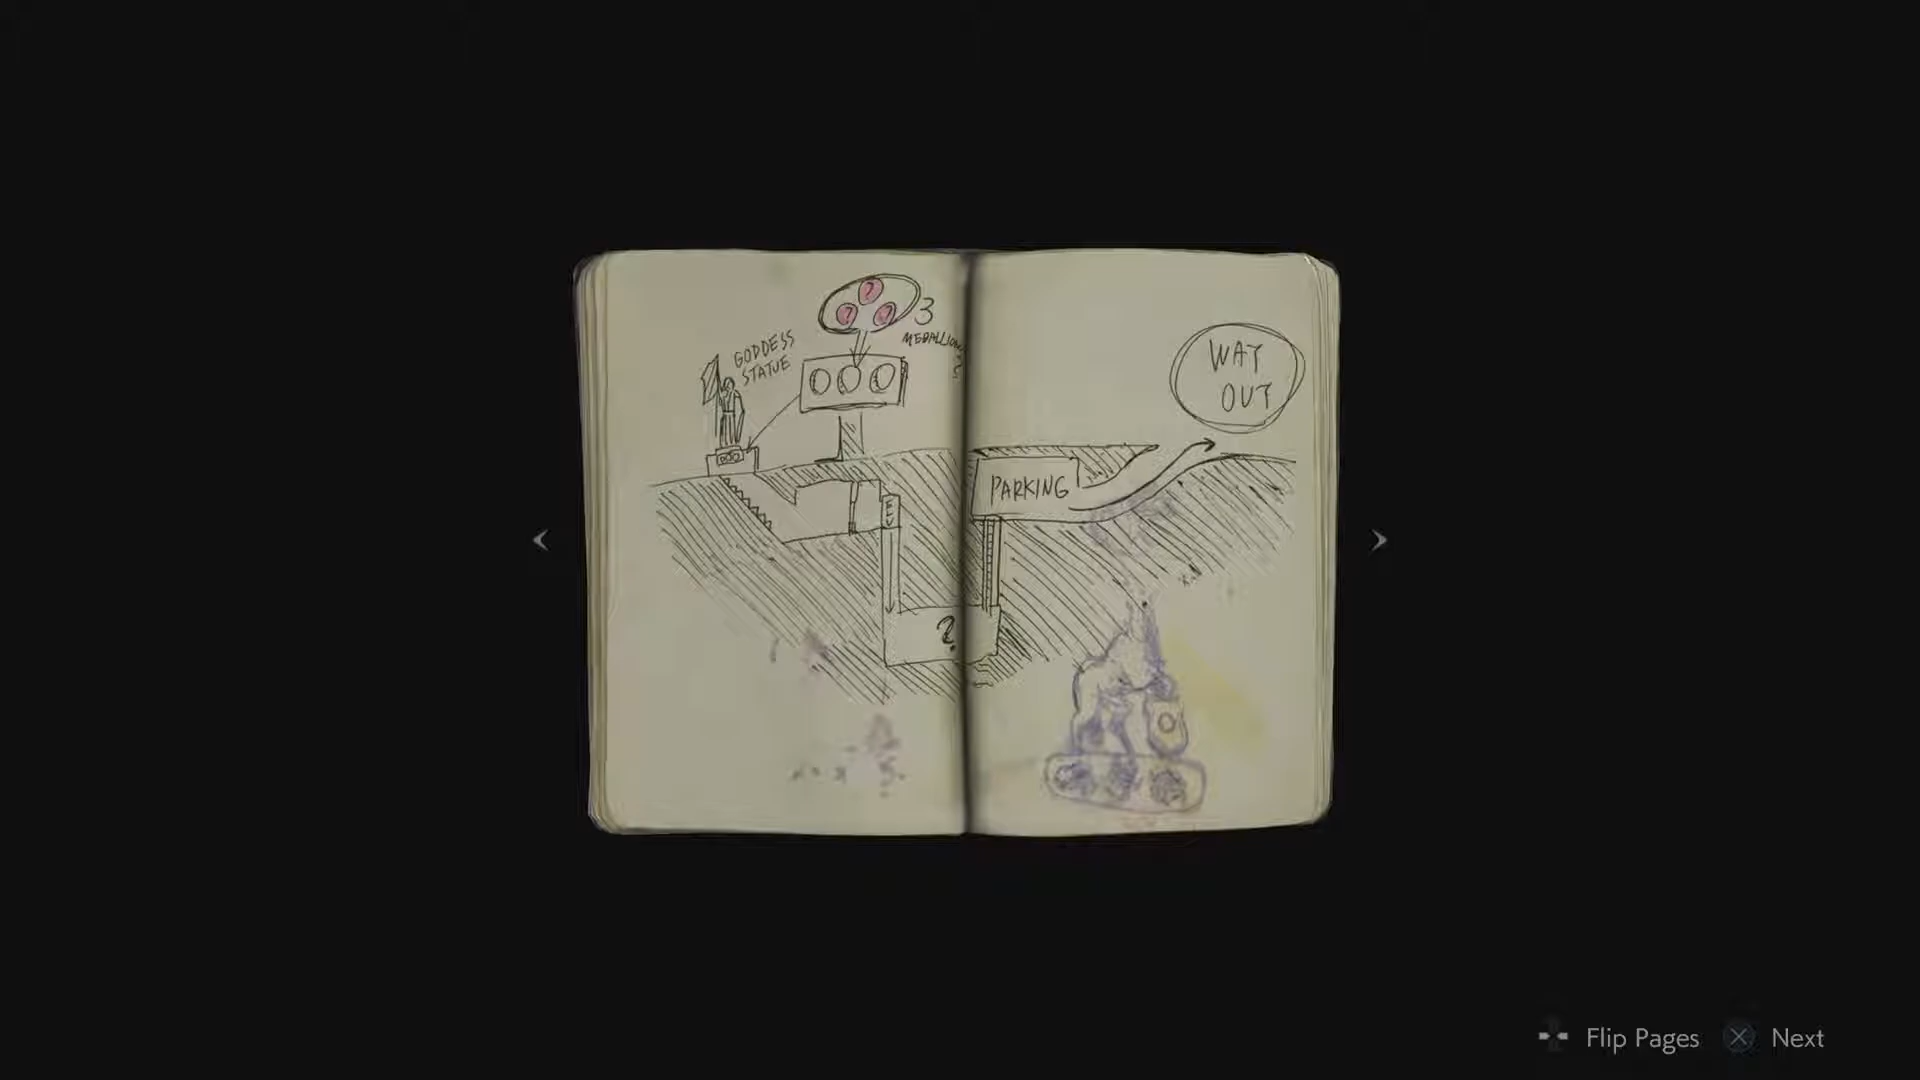 3
MEDALLIONS
GODDESS
STATUE
?
?
?
WAY
OUT
PARKING
?
Flip Pages
Next